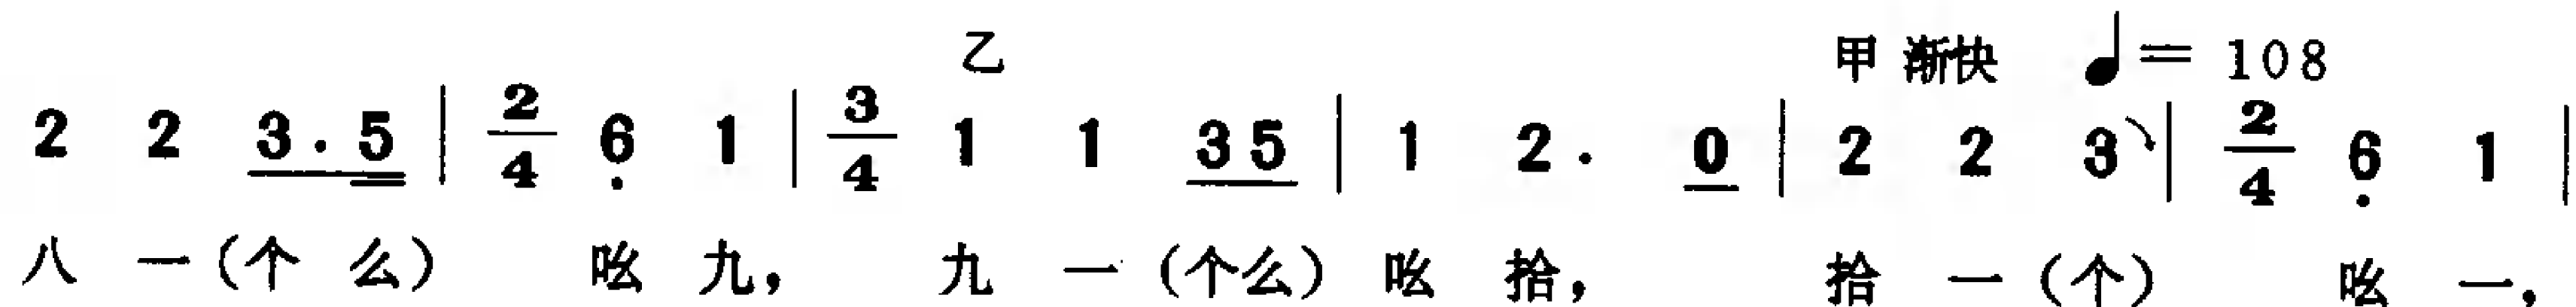 乙 甲 渐快 ♩= 108
2 2 3·5 | 2/4 6̣ 1 | 3/4 1 1 35 | 1 2· 0 | 2 2 3 | 2/4 6̣ 1 |
八 一(个 么) 吆 九, 九 一 (个么) 吆 拾, 拾 一 (个) 吆 一,